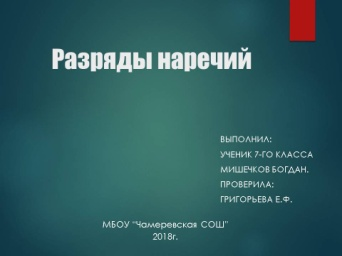 Разряды наречий
ВЫПОЛНИЛ:
УЧЕНИК 7-ГО КЛАССА
МИШЕЧКОВ БОГДАН.
ПРОВЕРИЛА:
ГРИГОРЬЕВА Е.Ф.
МБОУ "Чамеревская СОШ"
2018г.